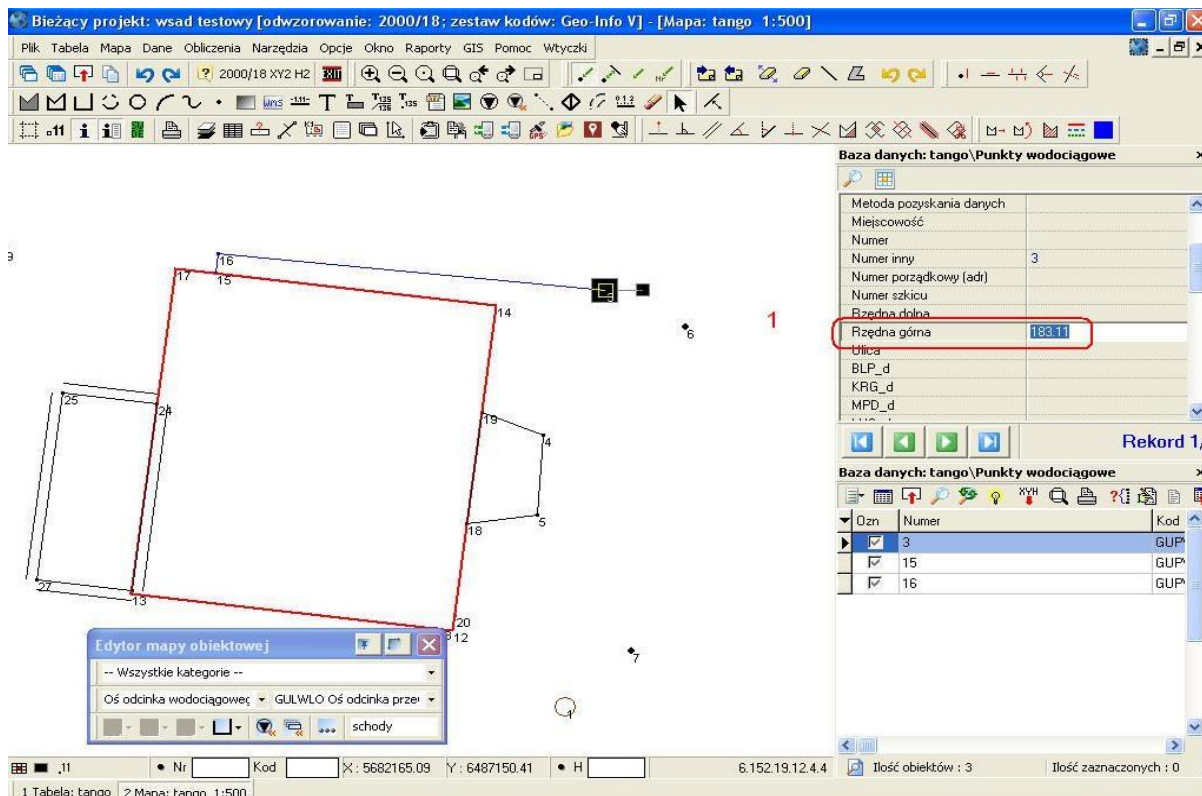 Bieżący projekt: wsad testowy [odwzorowanie: 2000/18; zestaw kodów: Geo-Info V] - [Mapa: tango 1:500]
Plik Tabela Mapa Dane Obliczenia Narzędzia Opcje Okno Raporty GIS Pomoc Wtyczki
2000/18 XY2 H2 XIII
Baza danych: tango\Punkty wodociągowe
Metoda pozyskania danych
Miejscowość
Numer
Numer inny 3
Numer porządkowy (adr)
Numer szkicu
Rzędna dolna
Rzędna górna 183.11
Ulica
BLP_d
KRG_d
MPD_d
Rekord 1/
Baza danych: tango\Punkty wodociągowe
Ozn Numer Kod
3 GUP
15 GUP
16 GUP
Ilość obiektów : 3 Ilość zaznaczonych : 0
9
16
17
15
14
6
1
25
24
19
4
18
5
27
13
20
12
7
1
Edytor mapy obiektowej
-- Wszystkie kategorie --
Oś odcinka wodociągoweg GULWLO Oś odcinka przew
schody
.11 Nr Kod X: 5682165.09 Y: 6487150.41 H 6.152.19.12.4.4
1 Tabela: tango 2 Mapa: tango 1:500